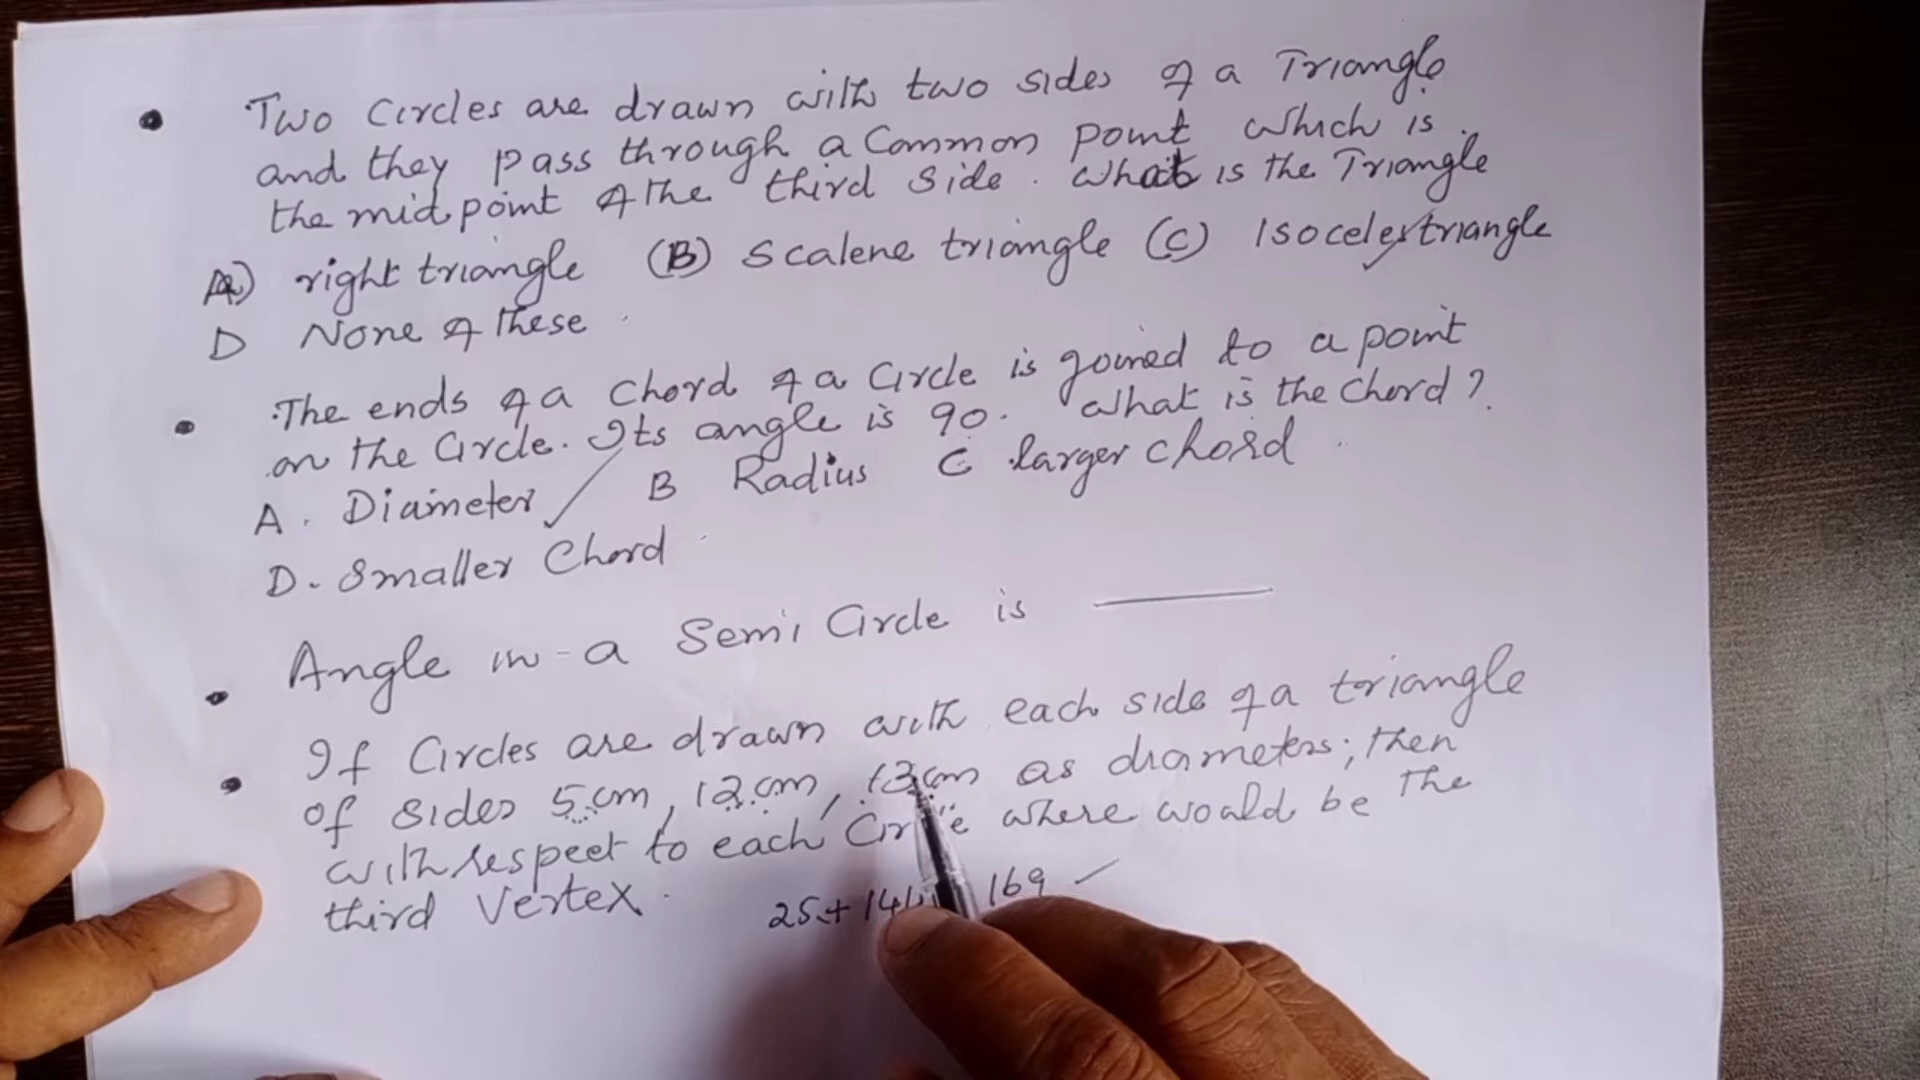 Two Circles are drawn with two sides of a Triangle
and they pass through a Common point which is
the mid point of the third side. What is the Triangle
A) right triangle (B) Scalene triangle (C) Isoceles triangle
D None of these
The ends of a Chord of a Circle is joined to a point
on the Circle. Its angle is 90. What is the Chord?
A. Diameter B Radius C larger chord
D. Smaller Chord
Angle in a Semi Circle is
If Circles are drawn with each side of a triangle
of sides 5cm, 12cm, 13cm as diameters; then
with respect to each where would be the
third Vertex.
25 + 169